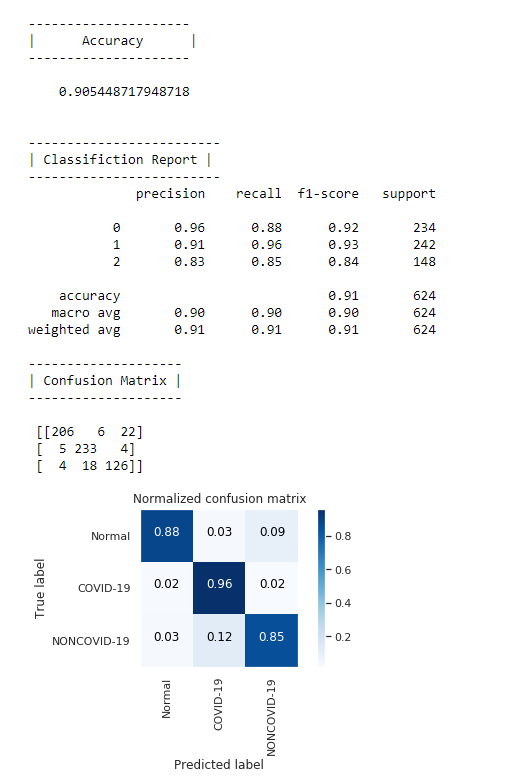 ---------------------
|      Accuracy      |
---------------------
0.905448717948718
-------------------------
| Classifiction Report |
-------------------------
precision    recall  f1-score   support
0       0.96      0.88      0.92       234
1       0.91      0.96      0.93       242
2       0.83      0.85      0.84       148
accuracy                           0.91       624
macro avg       0.90      0.90      0.90       624
weighted avg       0.91      0.91      0.91       624
--------------------
| Confusion Matrix |
--------------------
[[206   6  22]
[  5 233   4]
[  4  18 126]]
Normalized confusion matrix
True label
Normal 0.88 0.03 0.09
COVID-19 0.02 0.96 0.02
NONCOVID-19 0.03 0.12 0.85
0.8
0.6
0.4
0.2
Normal
COVID-19
NONCOVID-19
Predicted label